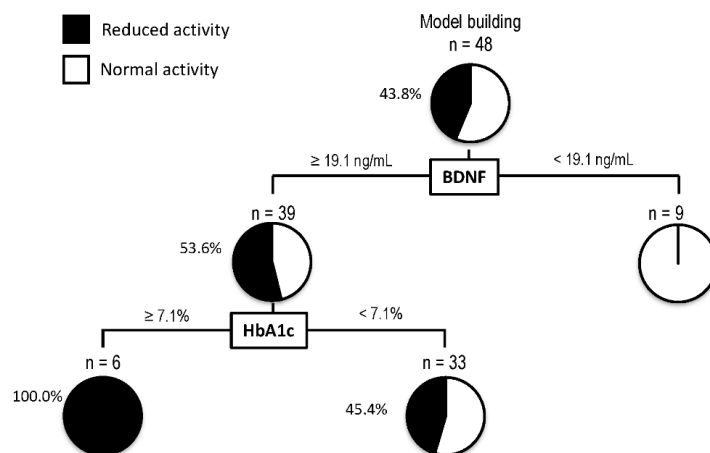 Reduced activity
Normal activity
Model building
n = 48
43.8%
≥ 19.1 ng/mL
BDNF
< 19.1 ng/mL
n = 39
n = 9
53.6%
≥ 7.1%
HbA1c
< 7.1%
n = 6
n = 33
100.0%
45.4%